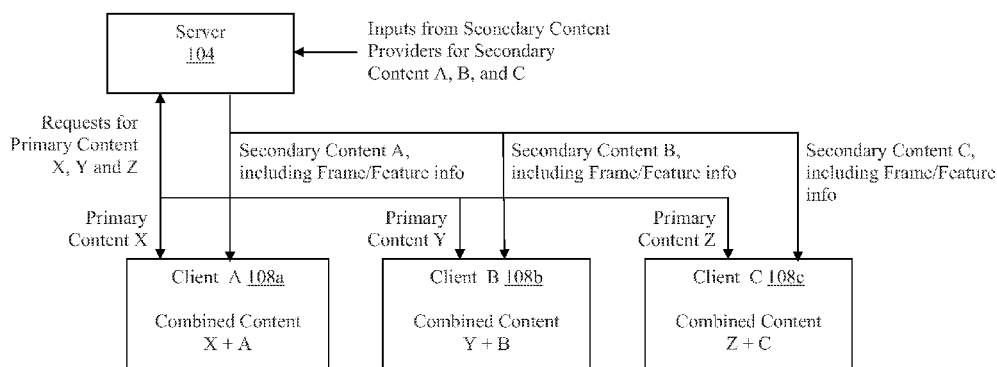 Server
104
Inputs from Secondary Content
Providers for Secondary
Content A, B, and C
Requests for
Primary Content
X, Y and Z
Secondary Content A,
including Frame/Feature info
Secondary Content B,
including Frame/Feature info
Secondary Content C,
including Frame/Feature
info
Primary
Content X
Primary
Content Y
Primary
Content Z
Client A 108a
Combined Content
X + A
Client B 108b
Combined Content
Y + B
Client C 108c
Combined Content
Z + C